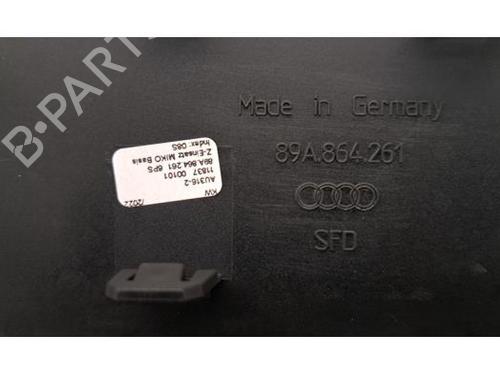 Made in Germany
89A.864.261
SFD
KW /2022
AU316-2
11837 00101
89A.864.261 6PS
Z-Einsatz MIKO Basis
Index: 08S
B-PARTS